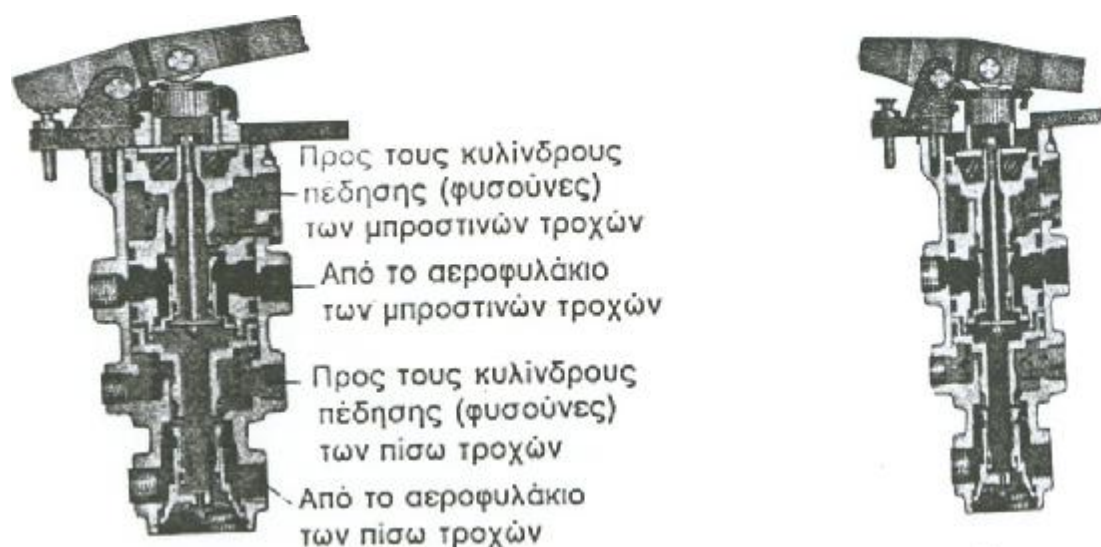 Προς τους κυλίνδρους
πέδησης (φυσούνες)
των μπροστινών τροχών
Από το αεροφυλάκιο
των μπροστινών τροχών
Προς τους κυλίνδρους
πέδησης (φυσούνες)
των πίσω τροχών
Από το αεροφυλάκιο
των πίσω τροχών